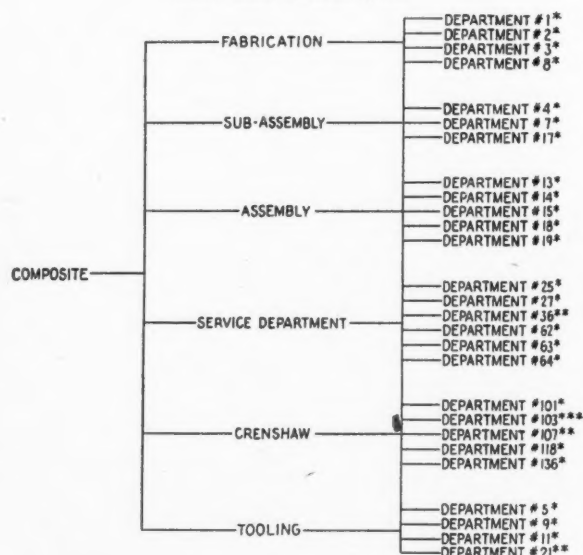 DEPARTMENT #1*
DEPARTMENT #2*
FABRICATION
DEPARTMENT #3*
DEPARTMENT #8*
DEPARTMENT #4*
SUB-ASSEMBLY
DEPARTMENT #7*
DEPARTMENT #17*
DEPARTMENT #13*
DEPARTMENT #14*
ASSEMBLY
DEPARTMENT #15*
DEPARTMENT #18*
DEPARTMENT #19*
COMPOSITE
DEPARTMENT #25*
DEPARTMENT #27*
SERVICE DEPARTMENT
DEPARTMENT #36**
DEPARTMENT #62*
DEPARTMENT #63*
DEPARTMENT #64*
DEPARTMENT #101*
DEPARTMENT #103***
CRENSHAW
DEPARTMENT #107**
DEPARTMENT #118*
DEPARTMENT #136*
DEPARTMENT #5*
DEPARTMENT #9*
TOOLING
DEPARTMENT #11*
DEPARTMENT #21**